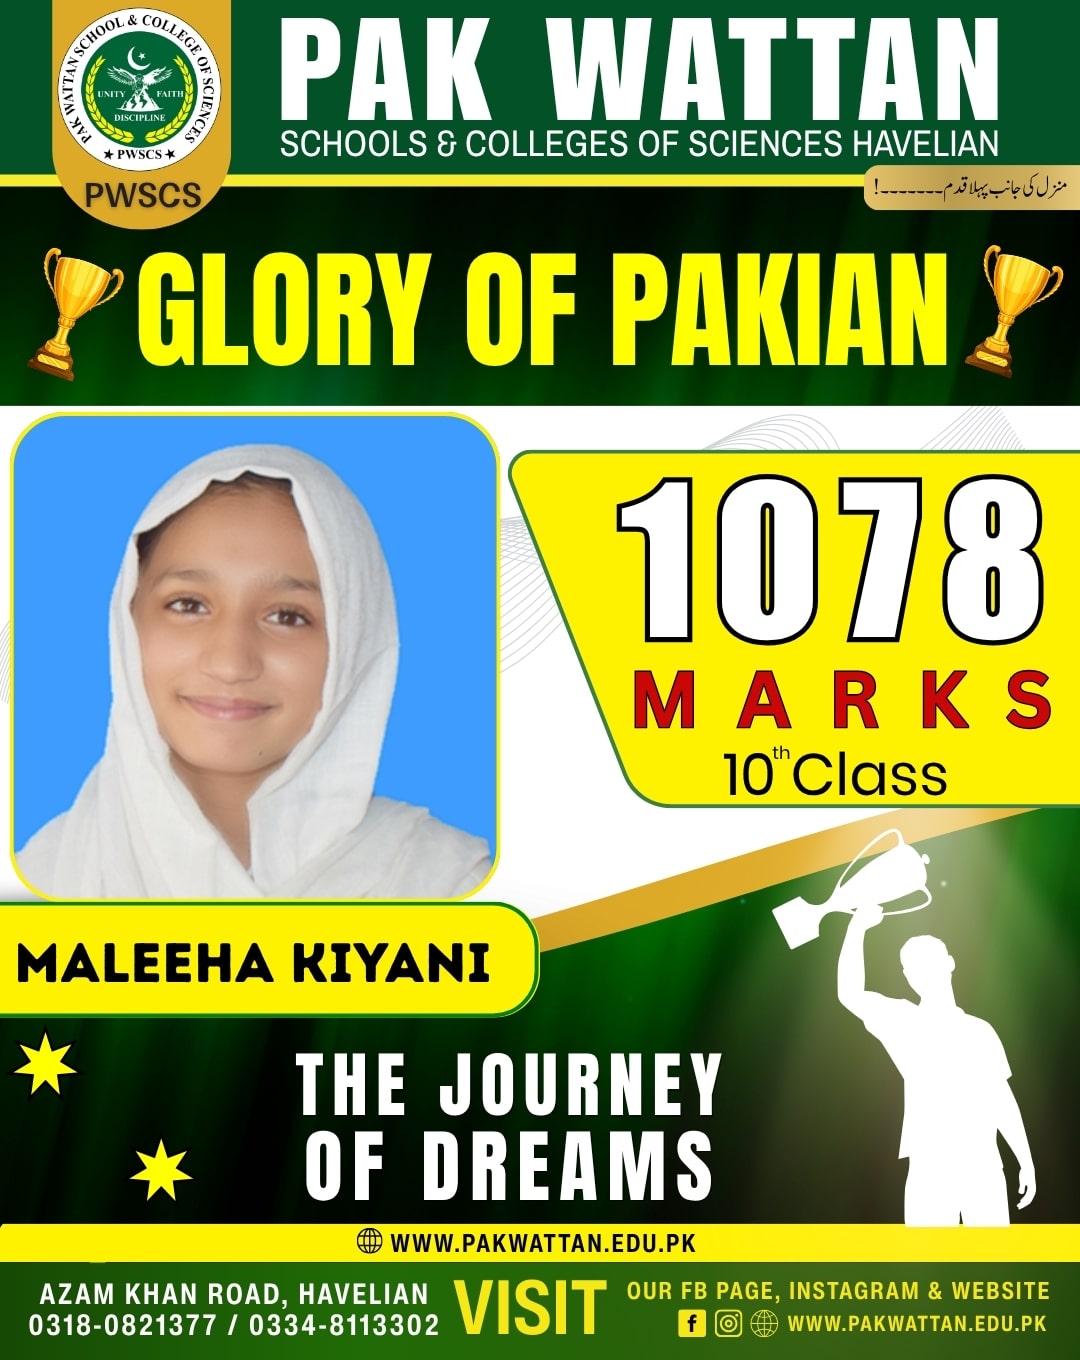 PAK WATTAN SCHOOL & COLLEGE OF SCIENCES
UNITY FAITH
DISCIPLINE
★ PWSCS ★
PWSCS
PAK WATTAN
SCHOOLS & COLLEGES OF SCIENCES HAVELIAN
منزل کی جانب پہلا قدم-------!
GLORY OF PAKIAN
1078
MARKS
10th Class
MALEEHA KIYANI
THE JOURNEY
OF DREAMS
WWW.PAKWATTAN.EDU.PK
AZAM KHAN ROAD, HAVELIAN
0318-0821377 / 0334-8113302
VISIT
OUR FB PAGE, INSTAGRAM & WEBSITE
WWW.PAKWATTAN.EDU.PK